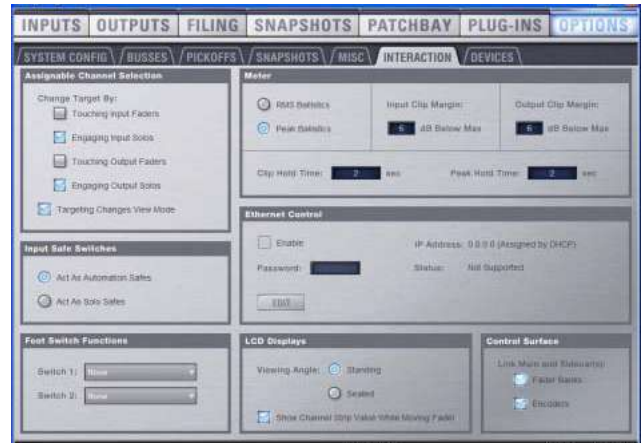 INPUTS OUTPUTS FILING SNAPSHOTS PATCHBAY PLUG-INS OPTIONS
SYSTEM CONFIG BUSSES PICKOFFS SNAPSHOTS MISC INTERACTION DEVICES
Assignable Channel Selection
Change Target By:
Touching Input Faders
Engaging Input Solos
Touching Output Faders
Engaging Output Solos
Targeting Changes View Mode
Meter
RMS Ballistics
Peak Ballistics
Input Clip Margin:
6 dB Below Max
Output Clip Margin:
6 dB Below Max
Clip Hold Time: 2 sec
Peak Hold Time: 2 sec
Input Safe Switches
Act As Automation Safes
Act As Solo Safes
Ethernet Control
Enable
IP Address: 0.0.0.0 (Assigned by DHCP)
Password:
Status: Not Supported
EDIT
Foot Switch Functions
Switch 1: None
Switch 2: None
LCD Displays
Viewing Angle: Standing
Seated
Show Channel Strip Value While Moving Fader
Control Surface
Link Main and Sidecar(s):
Fader Banks
Encoders